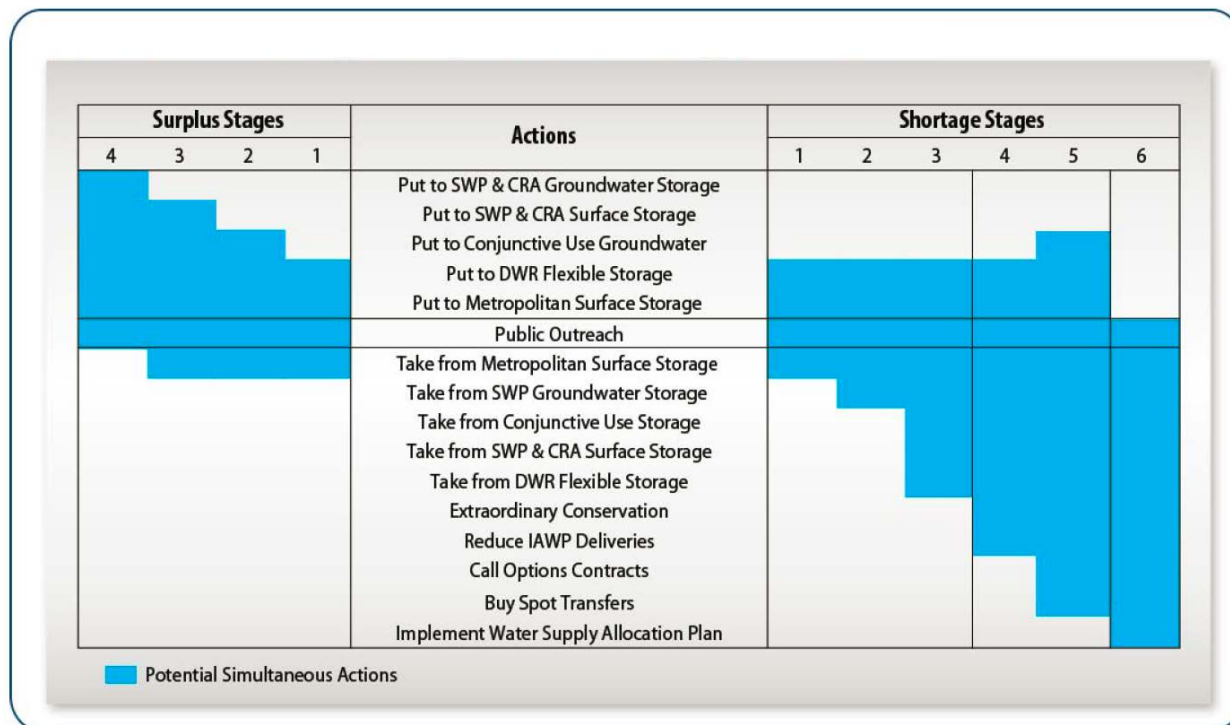 Surplus Stages
Actions
Shortage Stages
4 3 2 1
1 2 3 4 5 6
Put to SWP & CRA Groundwater Storage
Put to SWP & CRA Surface Storage
Put to Conjunctive Use Groundwater
Put to DWR Flexible Storage
Put to Metropolitan Surface Storage
Public Outreach
Take from Metropolitan Surface Storage
Take from SWP Groundwater Storage
Take from Conjunctive Use Storage
Take from SWP & CRA Surface Storage
Take from DWR Flexible Storage
Extraordinary Conservation
Reduce IAWP Deliveries
Call Options Contracts
Buy Spot Transfers
Implement Water Supply Allocation Plan
Potential Simultaneous Actions